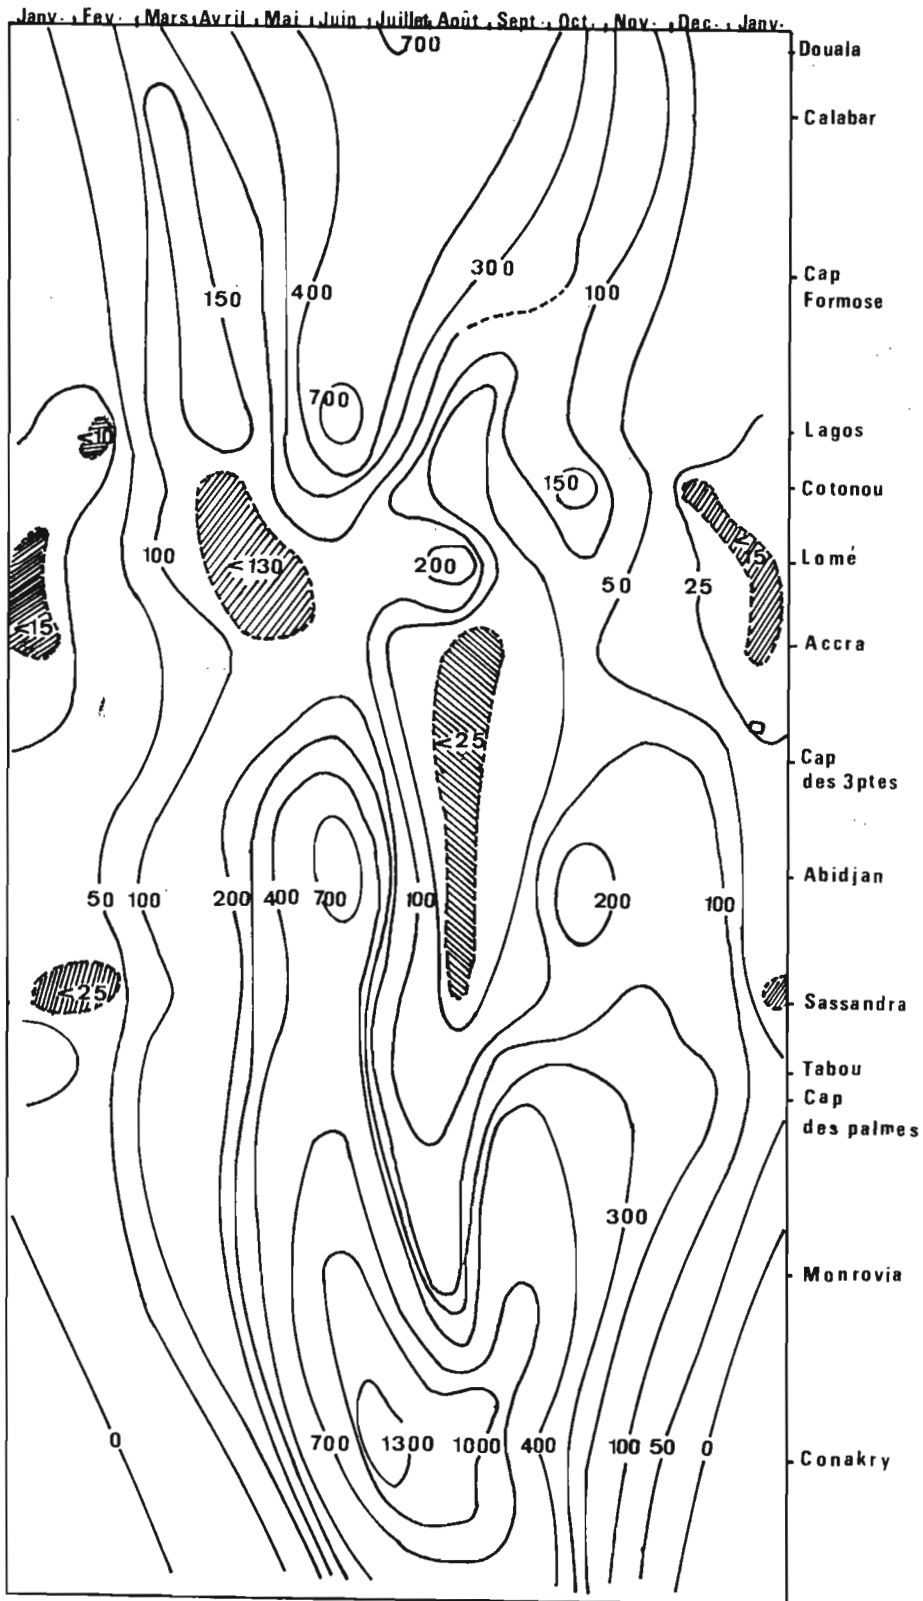 Janv. Fev. Mars Avril Mai Juin Juillet Août Sept. Oct. Nov. Dec. Janv.
700
Douala
Calabar
300
Cap
150
400
100
Formose
700
<10
Lagos
150
Cotonou
100
<130
200
<15
Lomé
50
25
<15
Accra
<25
Cap
des 3ptes
Abidjan
50
100
200
400
700
100
200
100
<25
Sassandra
Tabou
Cap
des palmes
300
Monrovia
0
700
1300
1000
400
100
50
0
Conakry